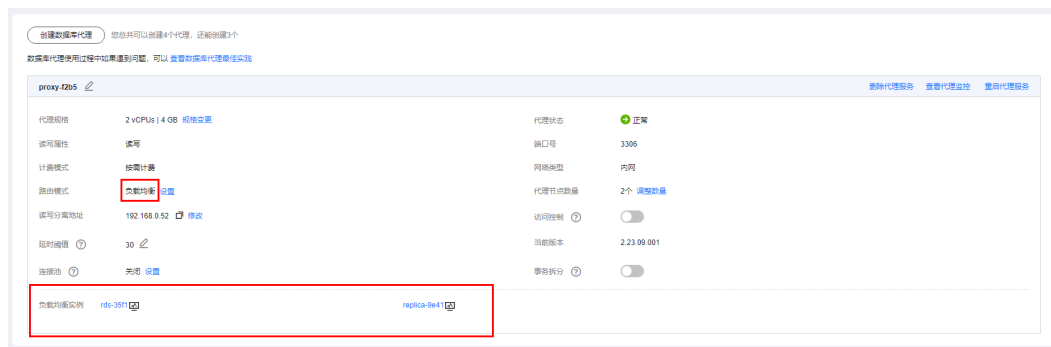 创建数据库代理 您总共可以创建4个代理，还能创建3个
数据库代理使用过程中如果遇到问题，可以 查看数据库代理最佳实践
proxy-f2b5 删除代理服务 查看代理监控 重启代理服务
代理规格 2 vCPUs | 4 GB 规格变更 代理状态 正常
读写属性 读写 端口号 3306
计费模式 按需计费 网络类型 内网
路由模式 负载均衡 设置 代理节点数量 2个 调整数量
读写分离地址 192.168.0.52 修改 访问控制
延时阈值 30 当前版本 2.23.09.001
连接池 关闭 设置 事务拆分
负载均衡实例 rds-35f1 replica-9e41